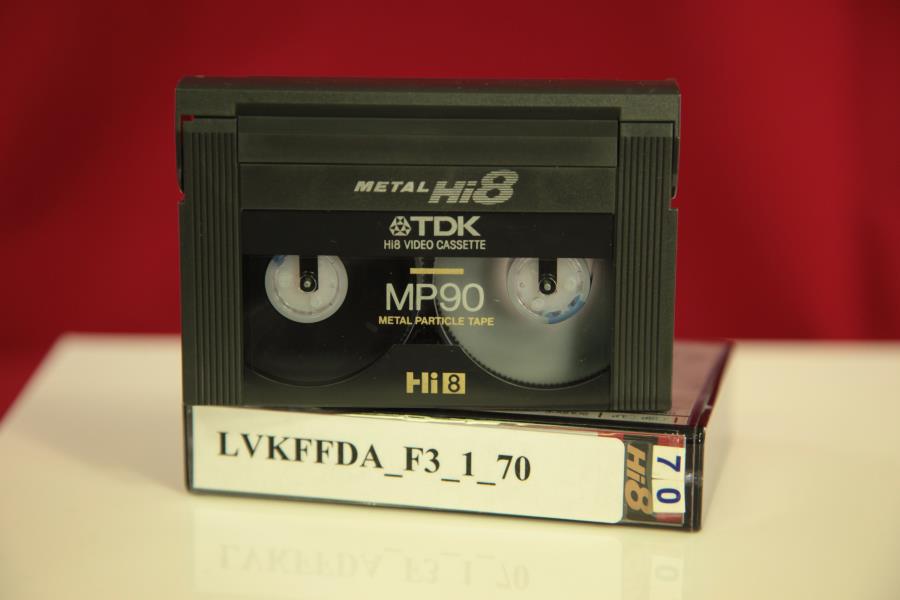 METAL Hi8
TDK
Hi8 VIDEO CASSETTE
MP90
METAL PARTICLE TAPE
Hi8
LVKFFDA_F3_1_70
Hi8
70